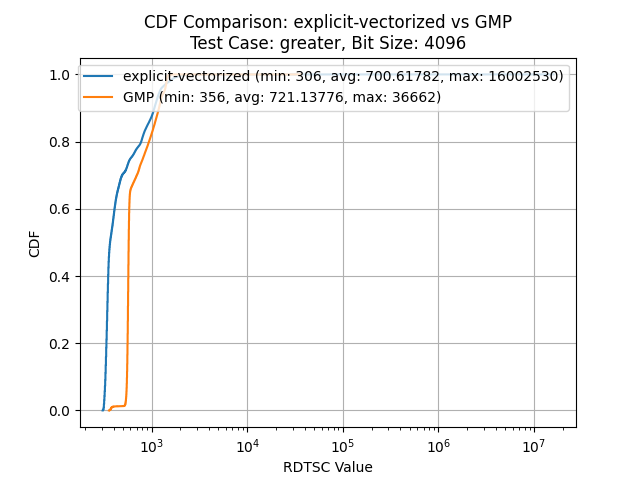 CDF Comparison: explicit-vectorized vs GMP
Test Case: greater, Bit Size: 4096
explicit-vectorized (min: 306, avg: 700.61782, max: 16002530)
GMP (min: 356, avg: 721.13776, max: 36662)
1.0
0.8
0.6
0.4
0.2
0.0
CDF
10³ 10⁴ 10⁵ 10⁶ 10⁷
RDTSC Value